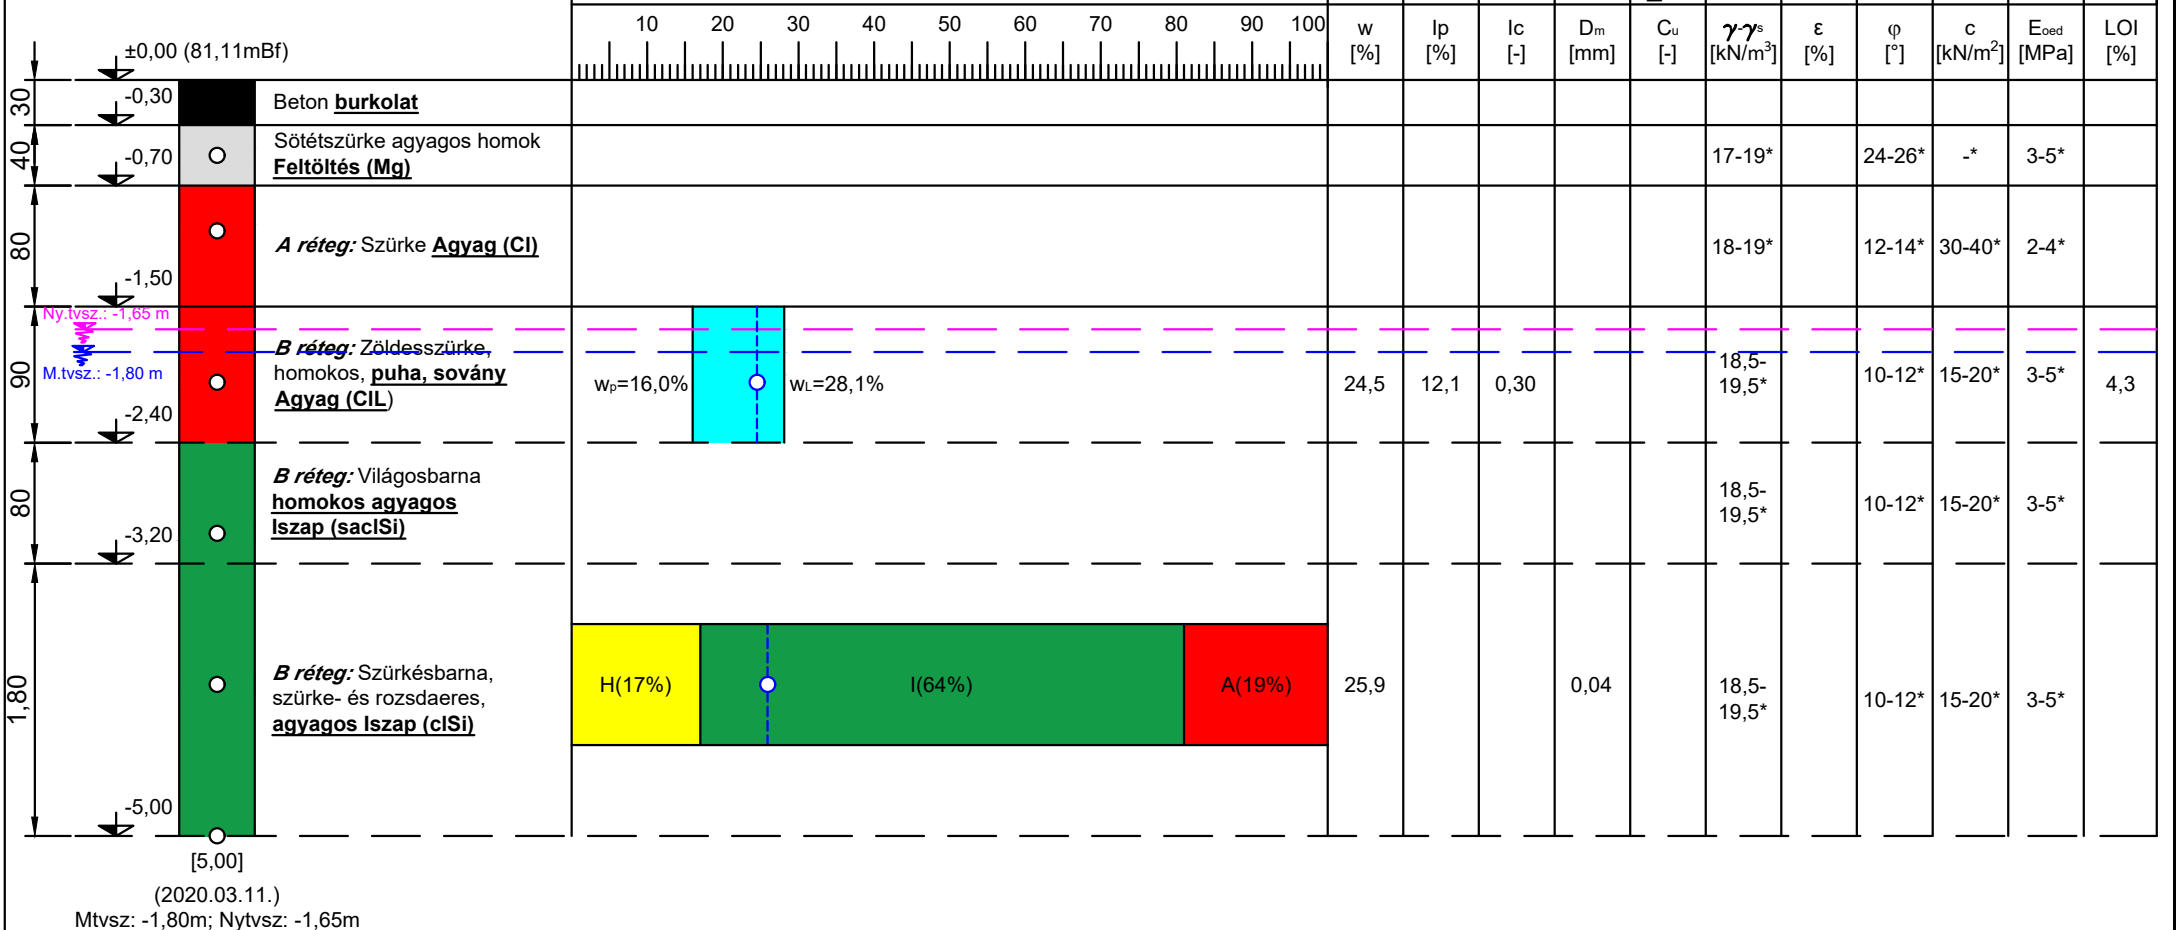 10 20 30 40 50 60 70 80 90 100
w [%]
Ip [%]
Ic [-]
Dm [mm]
Cu [-]
γ-γs [kN/m³]
ε [%]
φ [°]
c [kN/m²]
Eoed [MPa]
LOI [%]
±0,00 (81,11mBf)
30
-0,30
Beton burkolat
40
-0,70
Sötétszürke agyagos homok
Feltöltés (Mg)
17-19* 24-26* -* 3-5*
80
-1,50
A réteg: Szürke Agyag (Cl)
18-19* 12-14* 30-40* 2-4*
Ny.tvsz.: -1,65 m
M.tvsz.: -1,80 m
90
-2,40
B réteg: Zöldesszürke,
homokos, puha, sovány
Agyag (ClL)
wp=16,0% wL=28,1%
24,5 12,1 0,30
18,5-
19,5*
10-12* 15-20* 3-5* 4,3
80
-3,20
B réteg: Világosbarna
homokos agyagos
Iszap (saclSi)
18,5-
19,5*
10-12* 15-20* 3-5*
1,80
-5,00
B réteg: Szürkésbarna,
szürke- és rozsdaeres,
agyagos Iszap (clSi)
H(17%) I(64%) A(19%)
25,9 0,04
18,5-
19,5*
10-12* 15-20* 3-5*
[5,00]
(2020.03.11.)
Mtvsz: -1,80m; Nytvsz: -1,65m